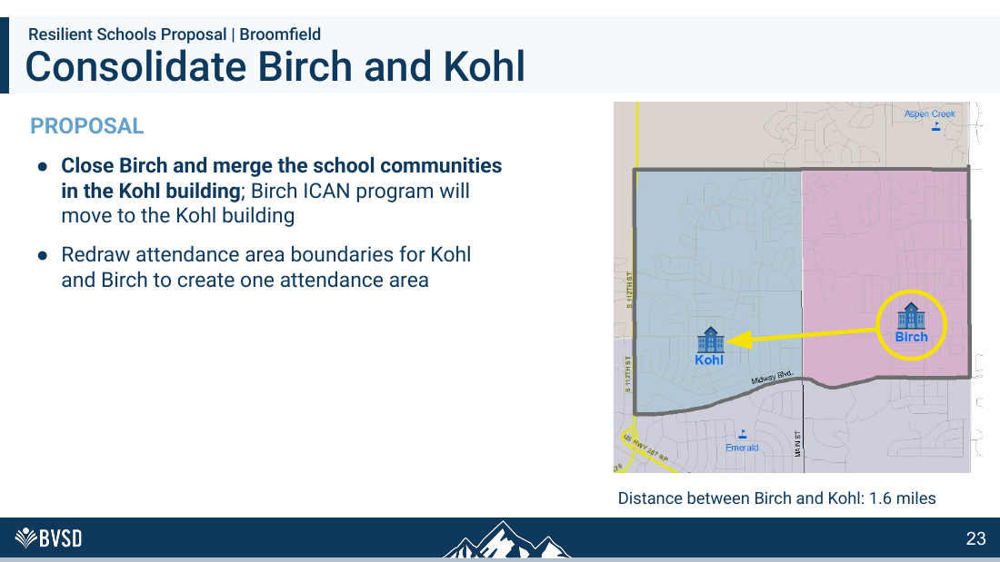 Resilient Schools Proposal | Broomfield
Consolidate Birch and Kohl
PROPOSAL
● Close Birch and merge the school communities
in the Kohl building; Birch ICAN program will
move to the Kohl building
● Redraw attendance area boundaries for Kohl
and Birch to create one attendance area
Aspen Creek
S 112TH ST
Birch
Kohl
S 112TH ST
Midway Blvd.
US HWY 287 RP
Emerald
MAIN ST
Distance between Birch and Kohl: 1.6 miles
BVSD
23